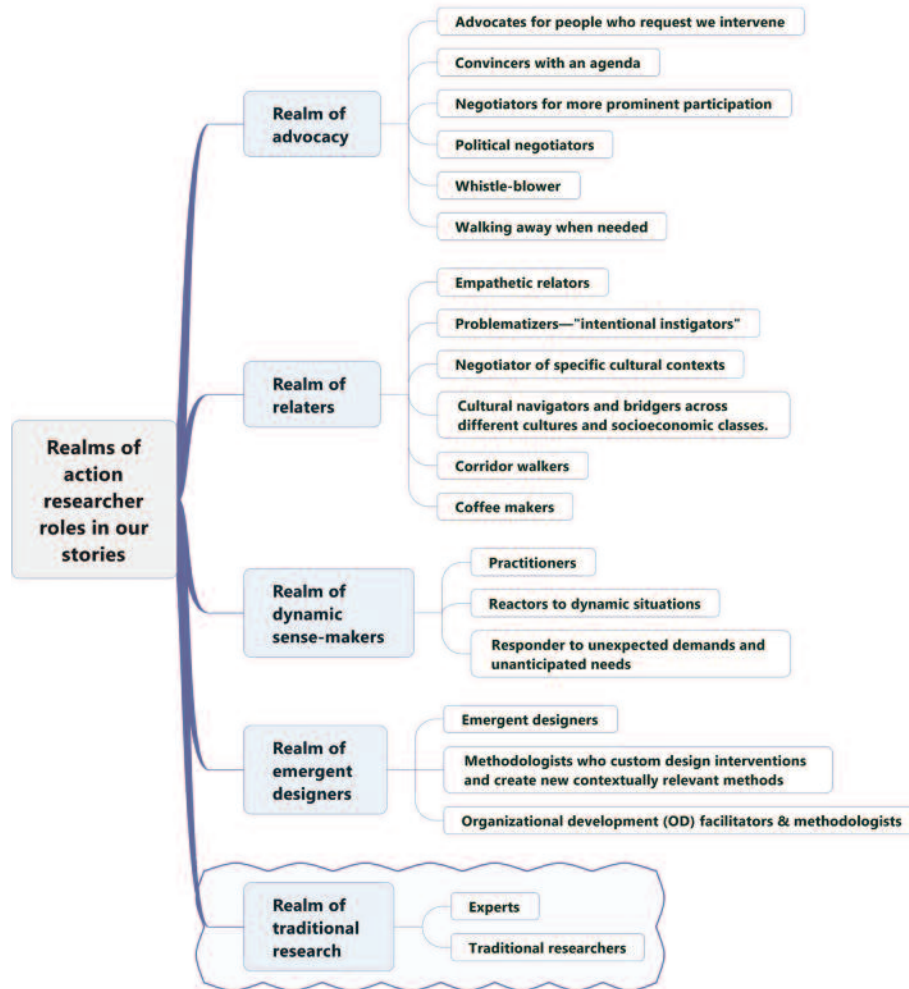 Realms of
action
researcher
roles in our
stories
Realm of
advocacy
Advocates for people who request we intervene
Convincers with an agenda
Negotiators for more prominent participation
Political negotiators
Whistle-blower
Walking away when needed
Realm of
relaters
Empathetic relators
Problematizers—"intentional instigators"
Negotiator of specific cultural contexts
Cultural navigators and bridgers across
different cultures and socioeconomic classes.
Corridor walkers
Coffee makers
Realm of
dynamic
sense-makers
Practitioners
Reactors to dynamic situations
Responder to unexpected demands and
unanticipated needs
Realm of
emergent
designers
Emergent designers
Methodologists who custom design interventions
and create new contextually relevant methods
Organizational development (OD) facilitators & methodologists
Realm of
traditional
research
Experts
Traditional researchers